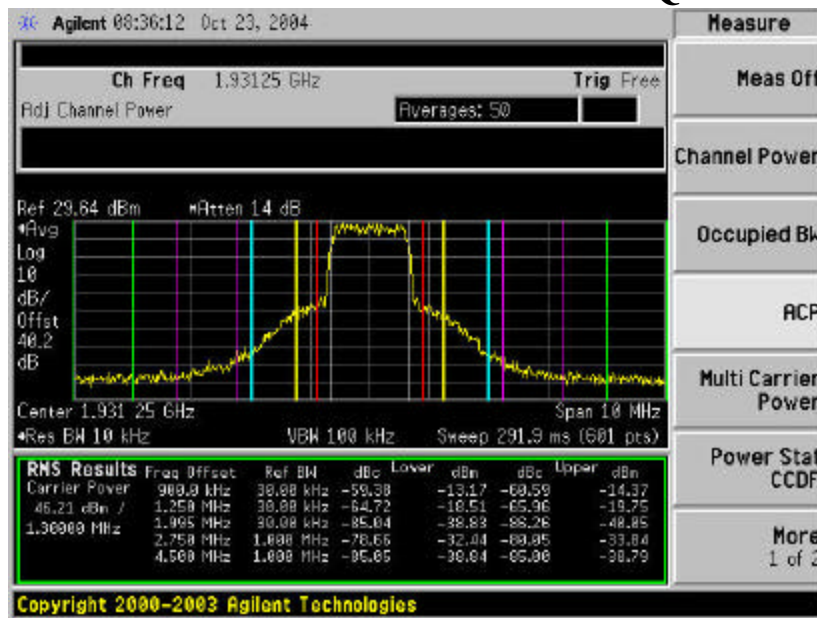 Agilent 08:36:12 Oct 23, 2004
Measure
Ch Freq 1.93125 GHz Trig Free
Adj Channel Power Averages: 50
Meas Off
Channel Power
Occupied BW
ACP
Multi Carrier
Power
Power Stat
CCDF
More
1 of 2
Ref 29.64 dBm *Atten 14 dB
Avg
Log
10
dB/
Offst
40.2
dB
Center 1.931 25 GHz Span 10 MHz
Res BW 10 kHz VBW 100 kHz Sweep 291.9 ms (601 pts)
RMS Results Freq Offset Ref BW dBc Lower dBm dBc Upper dBm
Carrier Power 900.0 kHz 30.00 kHz -59.38 -13.17 -60.59 -14.37
46.21 dBm / 1.250 MHz 30.00 kHz -64.72 -18.51 -65.96 -19.75
1.30000 MHz 1.995 MHz 30.00 kHz -85.04 -38.83 -86.26 -40.05
2.750 MHz 1.000 MHz -78.66 -32.44 -80.05 -33.84
4.500 MHz 1.000 MHz -85.05 -38.84 -85.00 -38.79
Copyright 2000-2003 Agilent Technologies